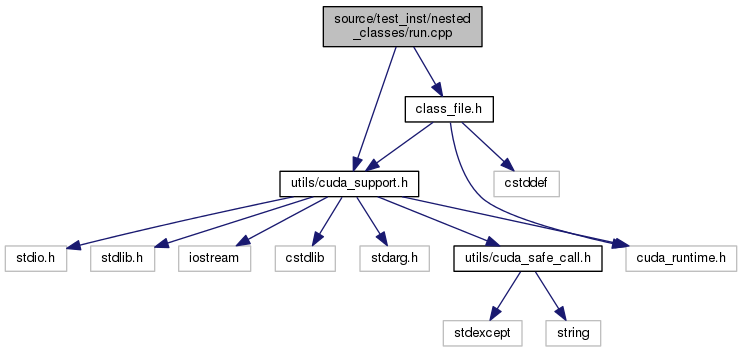 source/test_inst/nested
_classes/run.cpp
class_file.h
utils/cuda_support.h
cstddef
stdio.h
stdlib.h
iostream
cstdlib
stdarg.h
utils/cuda_safe_call.h
cuda_runtime.h
stdexcept
string